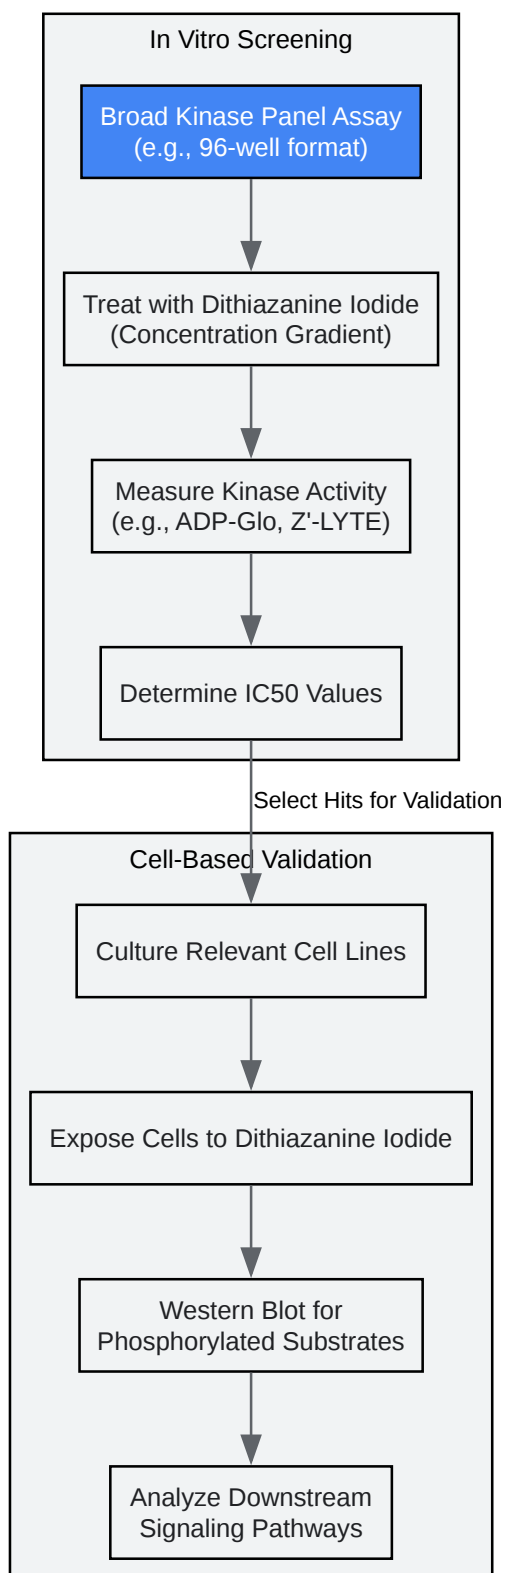 In Vitro Screening
Broad Kinase Panel Assay
(e.g., 96-well format)
Treat with Dithiazanine Iodide
(Concentration Gradient)
Measure Kinase Activity
(e.g., ADP-Glo, Z'-LYTE)
Determine IC50 Values
Select Hits for Validation
Cell-Based Validation
Culture Relevant Cell Lines
Expose Cells to Dithiazanine Iodide
Western Blot for
Phosphorylated Substrates
Analyze Downstream
Signaling Pathways